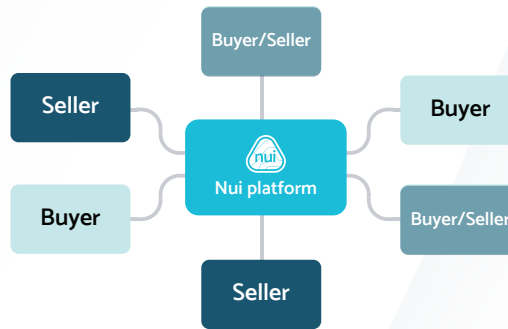 Buyer/Seller
Seller
Buyer
nui
Nui platform
Buyer
Buyer/Seller
Seller